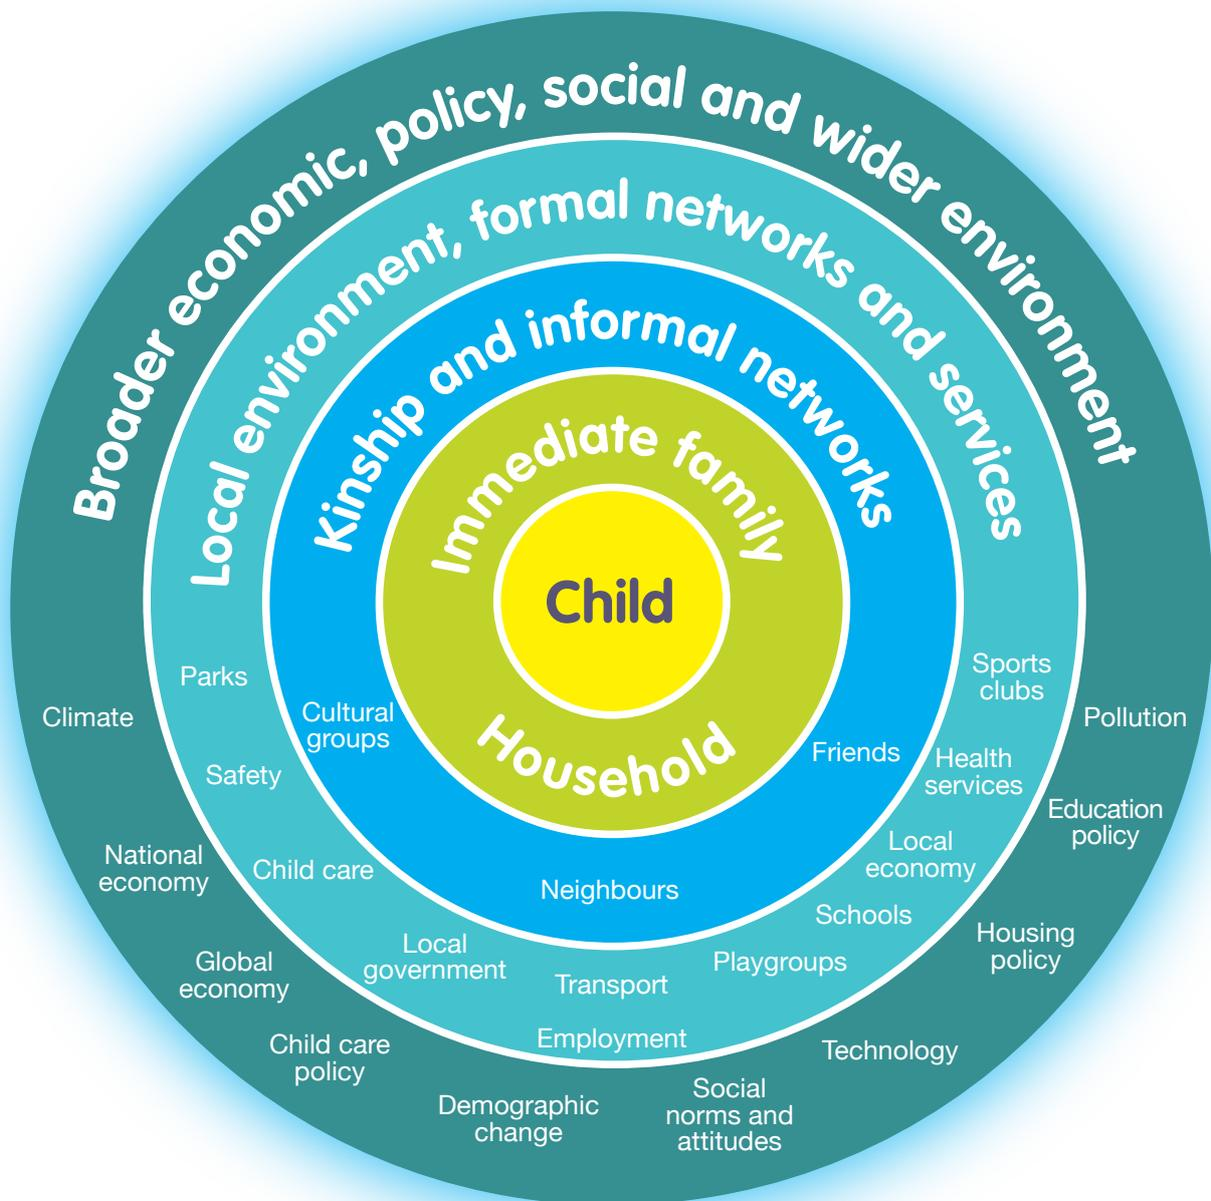 Broader economic, policy, social and wider environment
Local environment, formal networks and services
Kinship and informal networks
Immediate family
Child
Household
Parks
Sports
clubs
Climate
Cultural
groups
Pollution
Friends
Safety
Health
services
Education
policy
National
economy
Child care
Local
economy
Neighbours
Schools
Local
government
Housing
policy
Global
economy
Playgroups
Transport
Employment
Child care
policy
Technology
Demographic
change
Social
norms and
attitudes